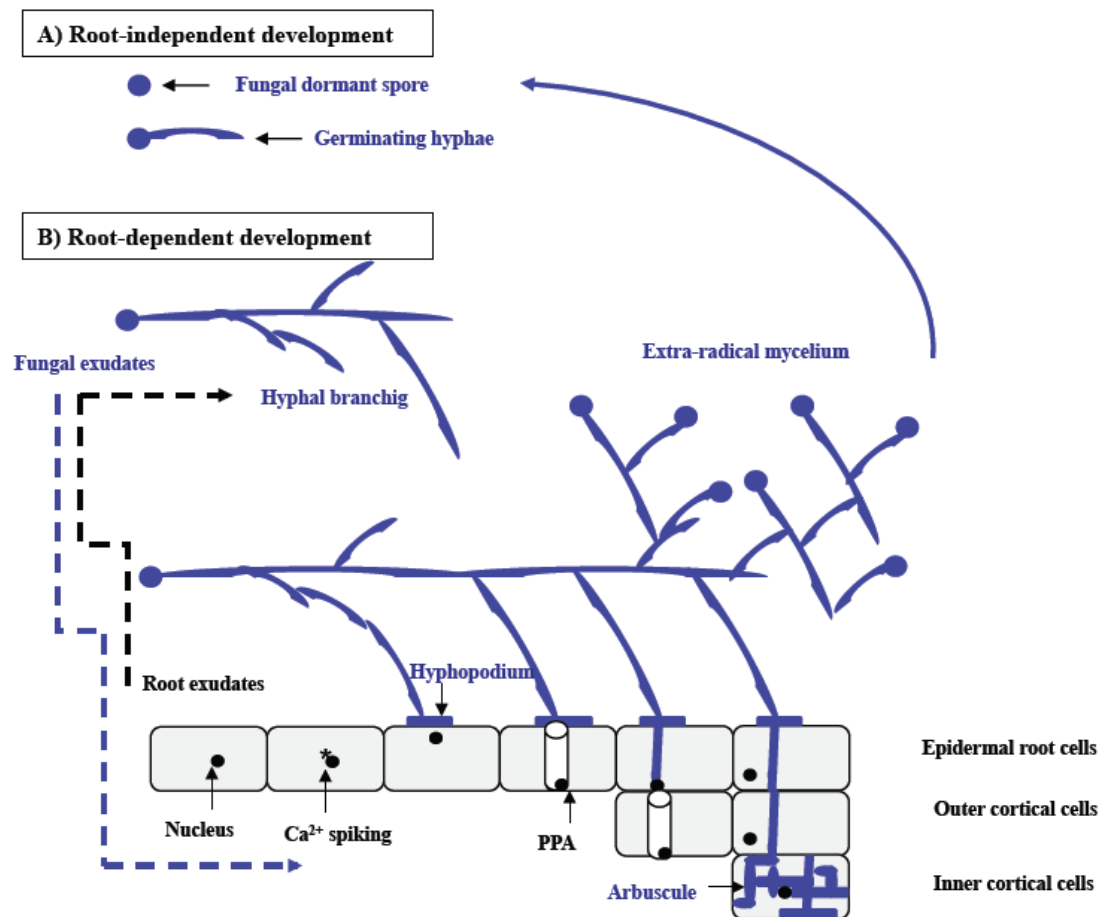 A) Root-independent development
Fungal dormant spore
Germinating hyphae
B) Root-dependent development
Extra-radical mycelium
Fungal exudates
Hyphal branchig
Hyphopodium
Root exudates
Epidermal root cells
*
Nucleus
Ca²⁺ spiking
PPA
Outer cortical cells
Arbuscule
Inner cortical cells